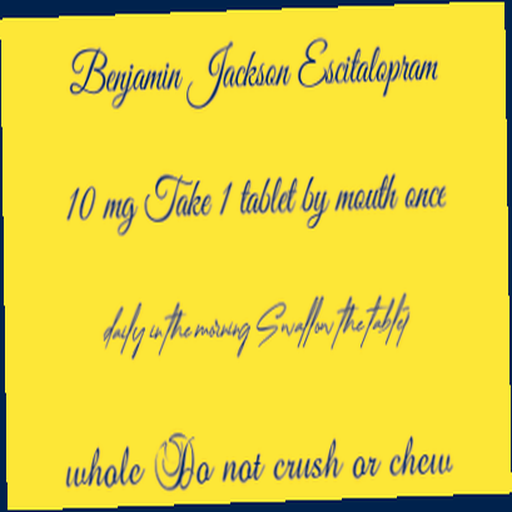 Benjamin Jackson Escitalopram
10 mg Take 1 tablet by mouth once
daily in the morning Swallow the tablet
whole Do not crush or chew